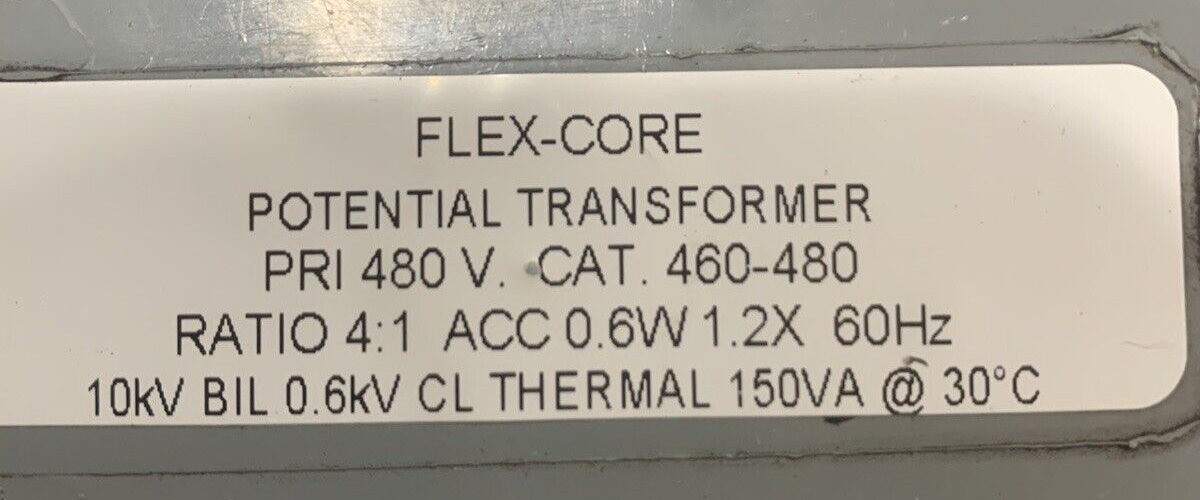 FLEX-CORE
POTENTIAL TRANSFORMER
PRI 480 V. CAT. 460-480
RATIO 4:1 ACC 0.6W 1.2X 60Hz
10kV BIL 0.6kV CL THERMAL 150VA @ 30°C